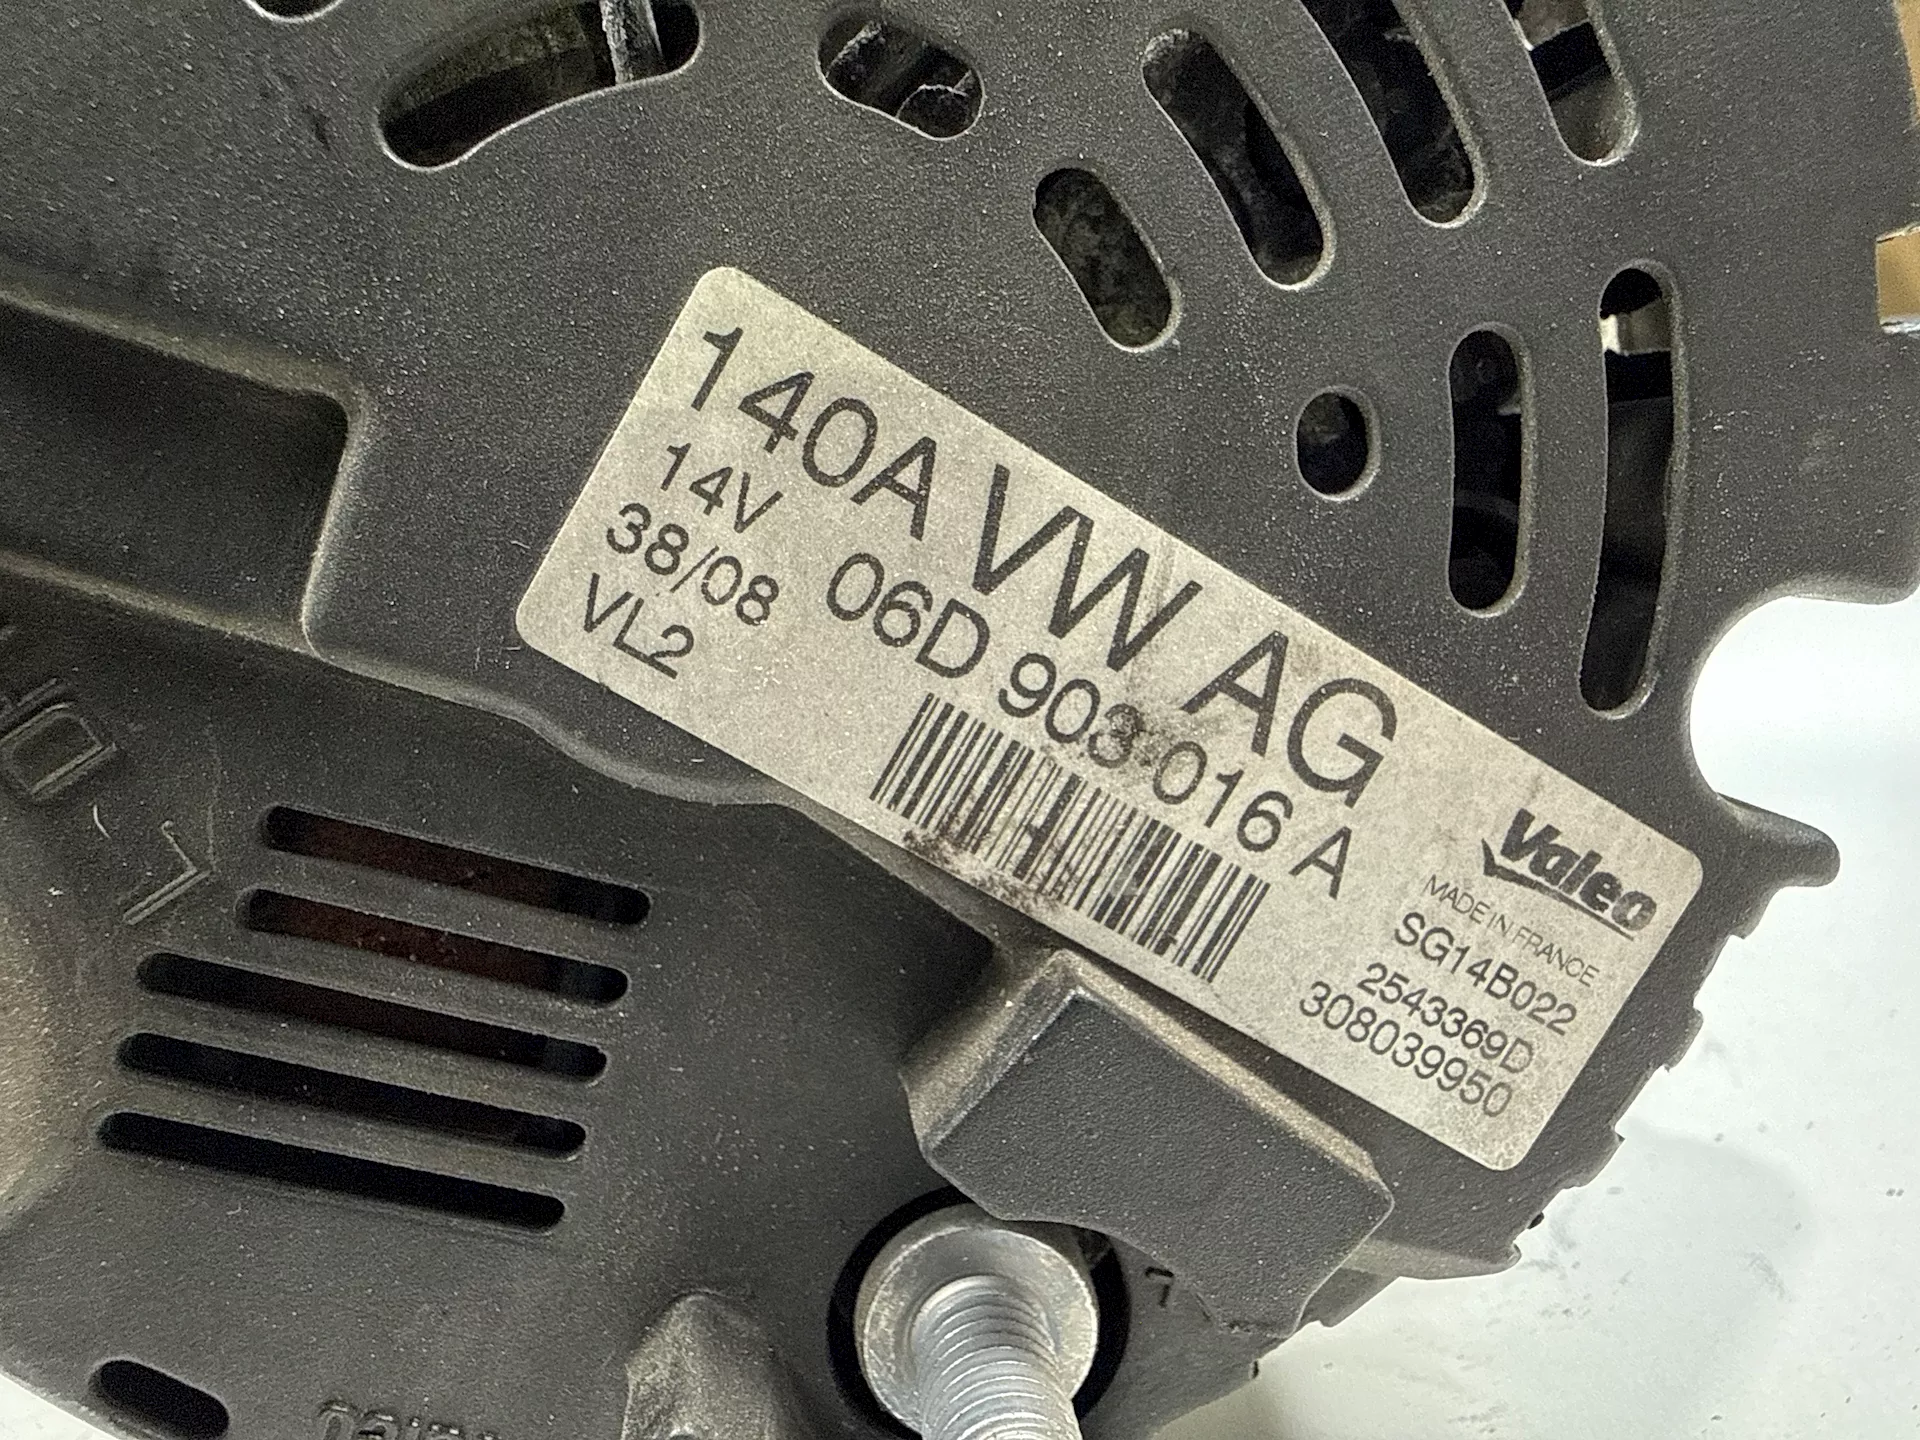 140A VW AG
14V
06D 903 016 A
38/08
VL2
Valeo
MADE IN FRANCE
SG14B022
2543369D
308039950